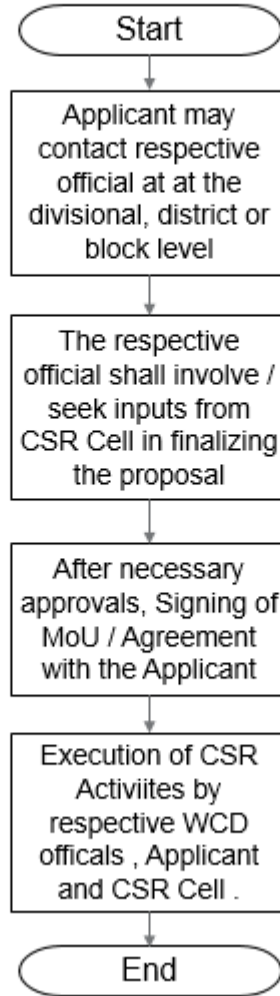 Start
Applicant may
contact respective
official at at the
divisional, district or
block level
The respective
official shall involve /
seek inputs from
CSR Cell in finalizing
the proposal
After necessary
approvals, Signing of
MoU / Agreement
with the Applicant
Execution of CSR
Activiites by
respective WCD
officals , Applicant
and CSR Cell .
End